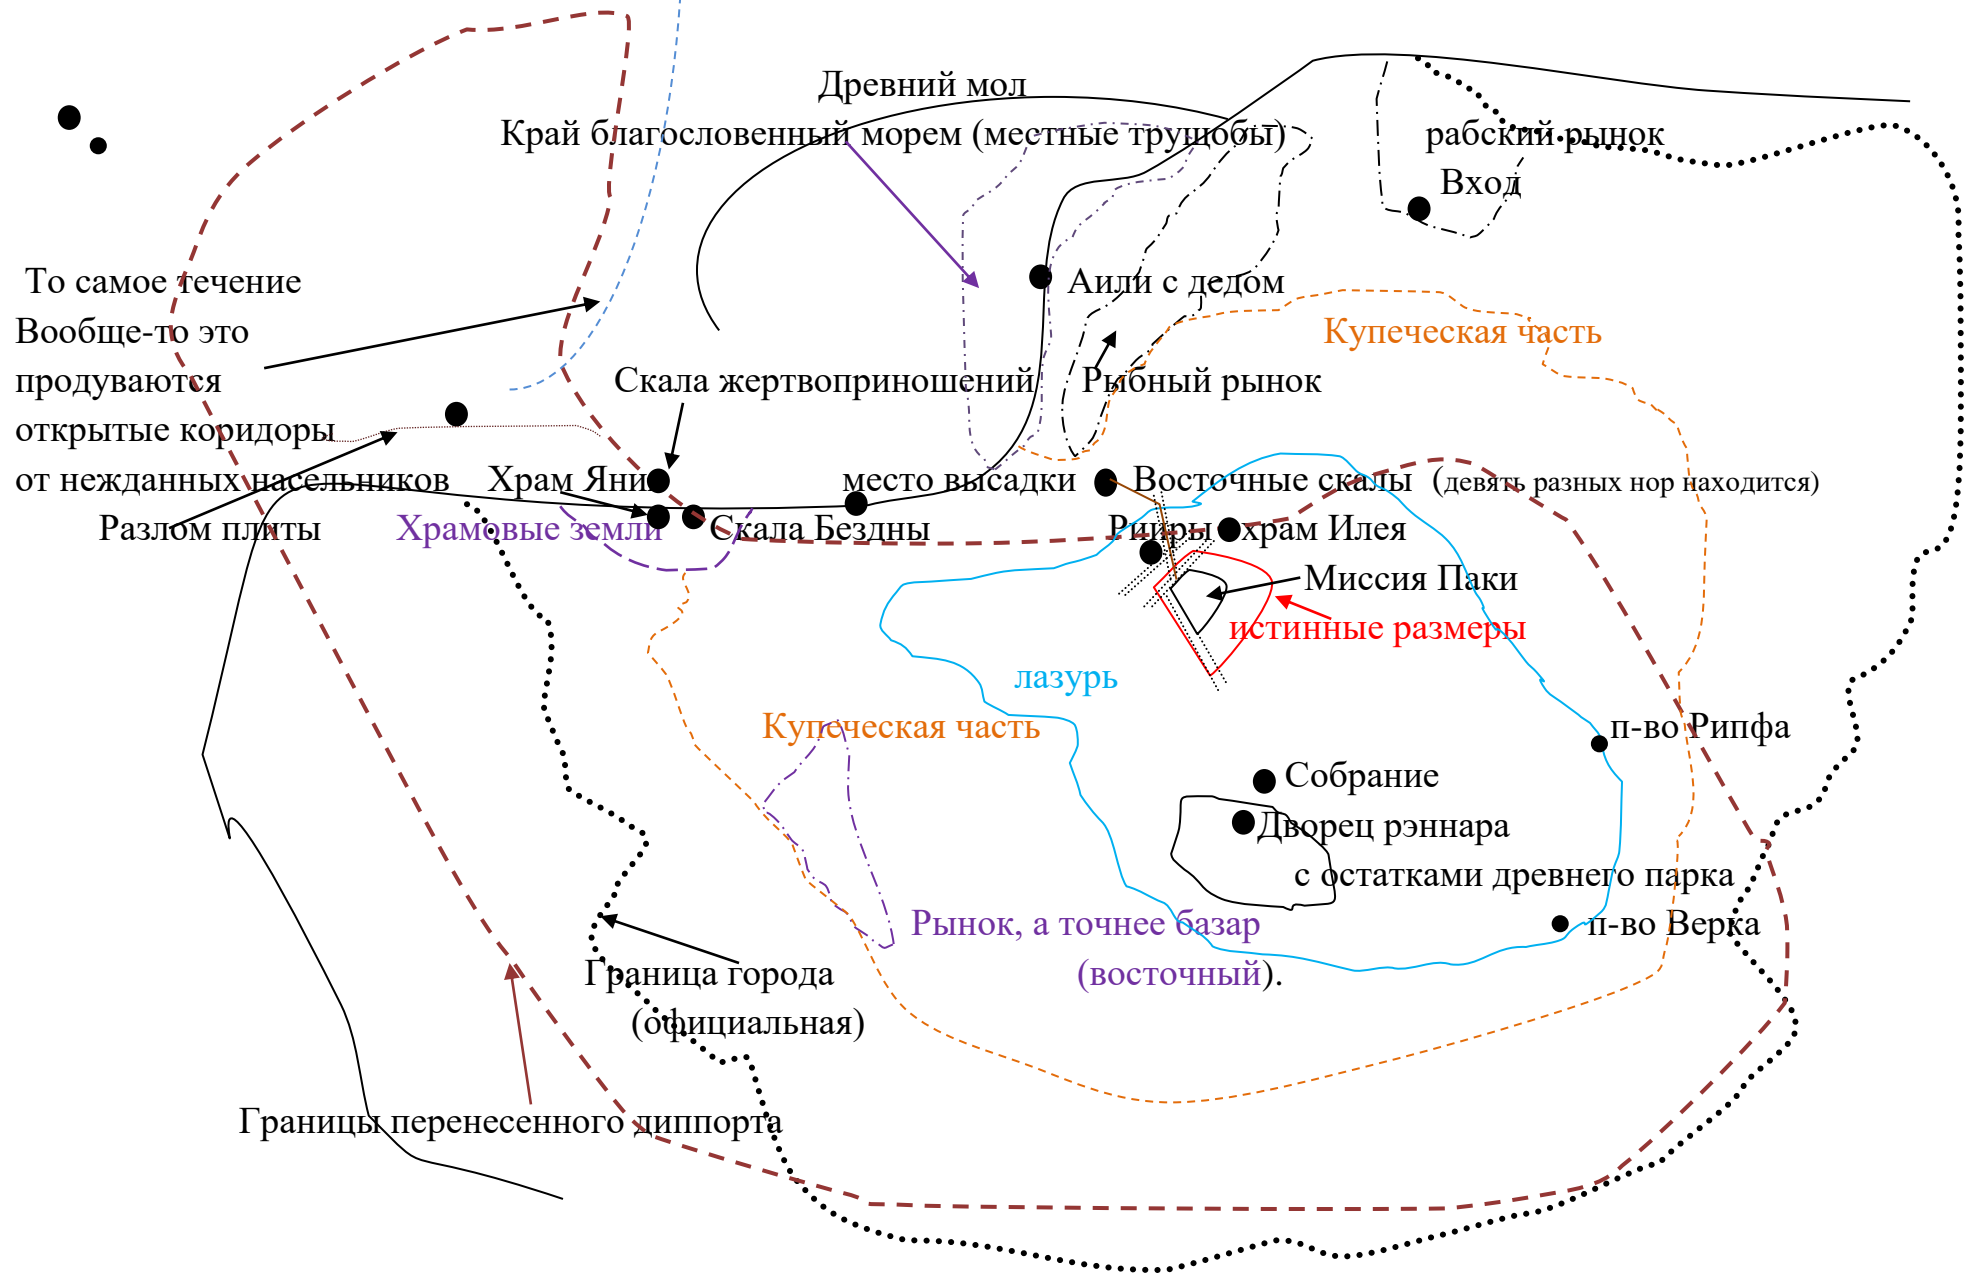 Древний мол
Край благословенный морем (местные трущобы)
рабский рынок
Вход
То самое течение
Аили с дедом
Вообще-то это
Купеческая часть
продуваются
Скала жертвоприношений
Рыбный рынок
открытые коридоры
от нежданных насельников
Храм Яни
место высадки
Восточные скалы (девять разных нор находится)
Разлом плиты
Храмовые земли
Скала Бездны
Рийры
храм Илея
Миссия Паки
истинные размеры
лазурь
Купеческая часть
п-во Рипфа
Собрание
Дворец рэннара
с остатками древнего парка
Рынок, а точнее базар
п-во Верка
(восточный).
Граница города
(официальная)
Границы перенесенного диппорта